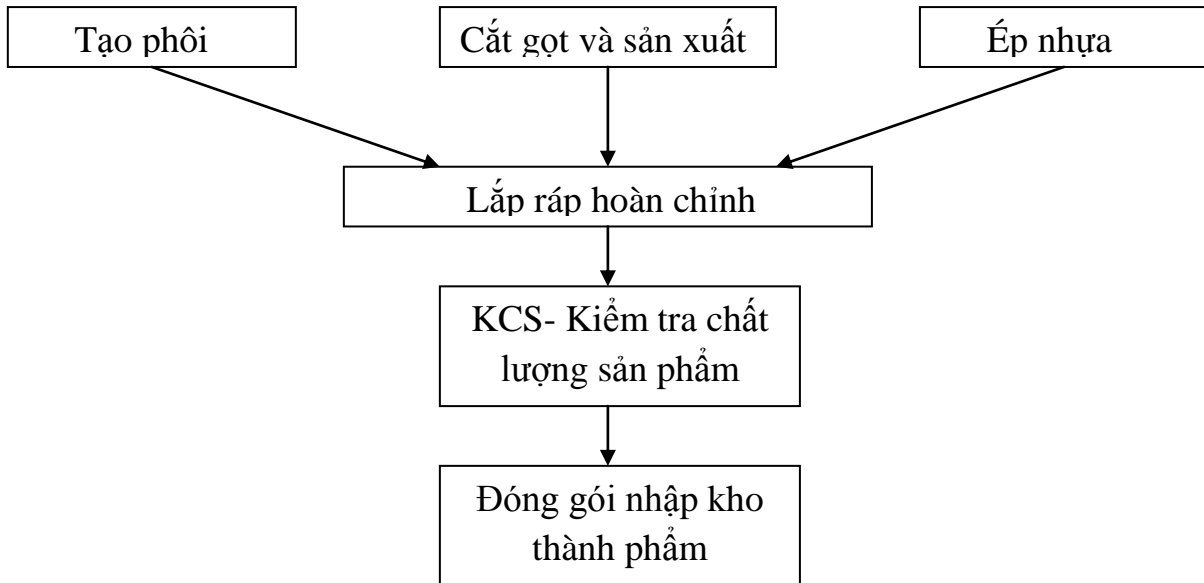 Tạo phôi
Cắt gọt và sản xuất
Ép nhựa
Lắp ráp hoàn chỉnh
KCS- Kiểm tra chất
lượng sản phẩm
Đóng gói nhập kho
thành phẩm